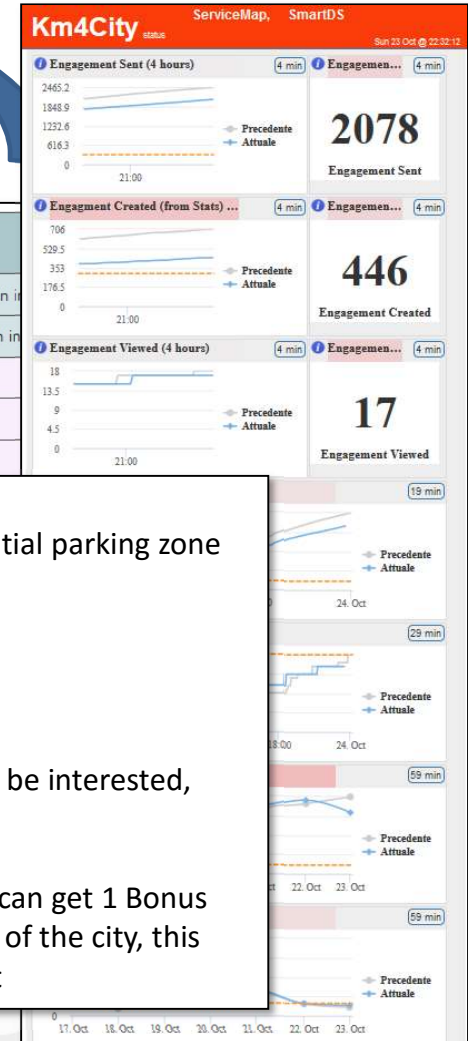 Km4City status
ServiceMap, SmartDS
Sun 23 Oct @ 22:32:12
Engagement Sent (4 hours)
4 min
Engagemen...
4 min
2465.2
1848.9
1232.6
616.3
0
21:00
Precedente
Attuale
2078
Engagement Sent
Engagment Created (from Stats) ...
4 min
Engagemen...
4 min
706
529.5
353
176.5
0
21:00
Precedente
Attuale
446
Engagement Created
Engagement Viewed (4 hours)
4 min
Engagemen...
4 min
18
13.5
9
4.5
0
21:00
Precedente
Attuale
17
Engagement Viewed
n in
tial parking zone
be interested,
can get 1 Bonus
of the city, this
19 min
Precedente
Attuale
24. Oct
29 min
Precedente
Attuale
18:00
24. Oct
59 min
Precedente
Attuale
22. Oct
23. Oct
59 min
Precedente
Attuale
0
17. Oct
18. Oct
19. Oct
20. Oct
21. Oct
22. Oct
23. Oct